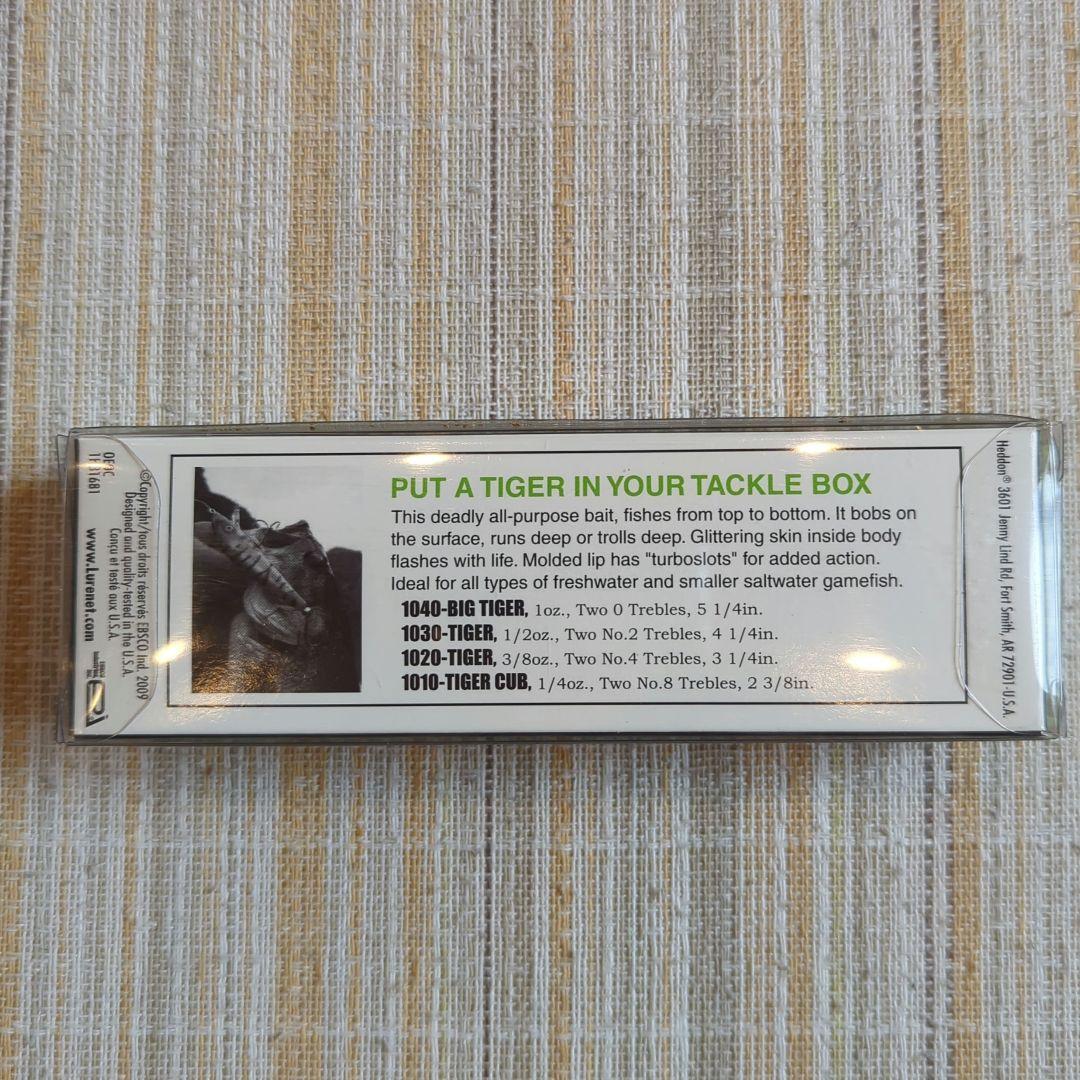 PUT A TIGER IN YOUR TACKLE BOX
This deadly all-purpose bait, fishes from top to bottom. It bobs on
the surface, runs deep or trolls deep. Glittering skin inside body
flashes with life. Molded lip has "turboslots" for added action.
Ideal for all types of freshwater and smaller saltwater gamefish.
1040-BIG TIGER, 1oz., Two 0 Trebles, 5 1/4in.
1030-TIGER, 1/2oz., Two No.2 Trebles, 4 1/4in.
1020-TIGER, 3/8oz., Two No.4 Trebles, 3 1/4in.
1010-TIGER CUB, 1/4oz., Two No.8 Trebles, 2 3/8in.
©Copyright/Tous droits réservés EBSCO Ind. 2009
Designed and quality-tested in the U.S.A.
Conçu et testé aux U.S.A.
www.Lurenet.com
Heddon® 3601 Jenny Lind Rd, Fort Smith, AR 72901-U.S.A.